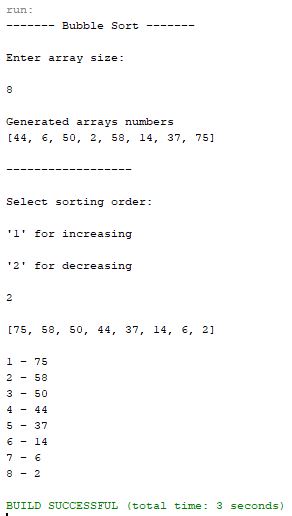 run:
------- Bubble Sort -------
Enter array size:
8
Generated arrays numbers
[44, 6, 50, 2, 58, 14, 37, 75]
------------------
Select sorting order:
'1' for increasing
'2' for decreasing
2
[75, 58, 50, 44, 37, 14, 6, 2]
1 - 75
2 - 58
3 - 50
4 - 44
5 - 37
6 - 14
7 - 6
8 - 2
BUILD SUCCESSFUL (total time: 3 seconds)